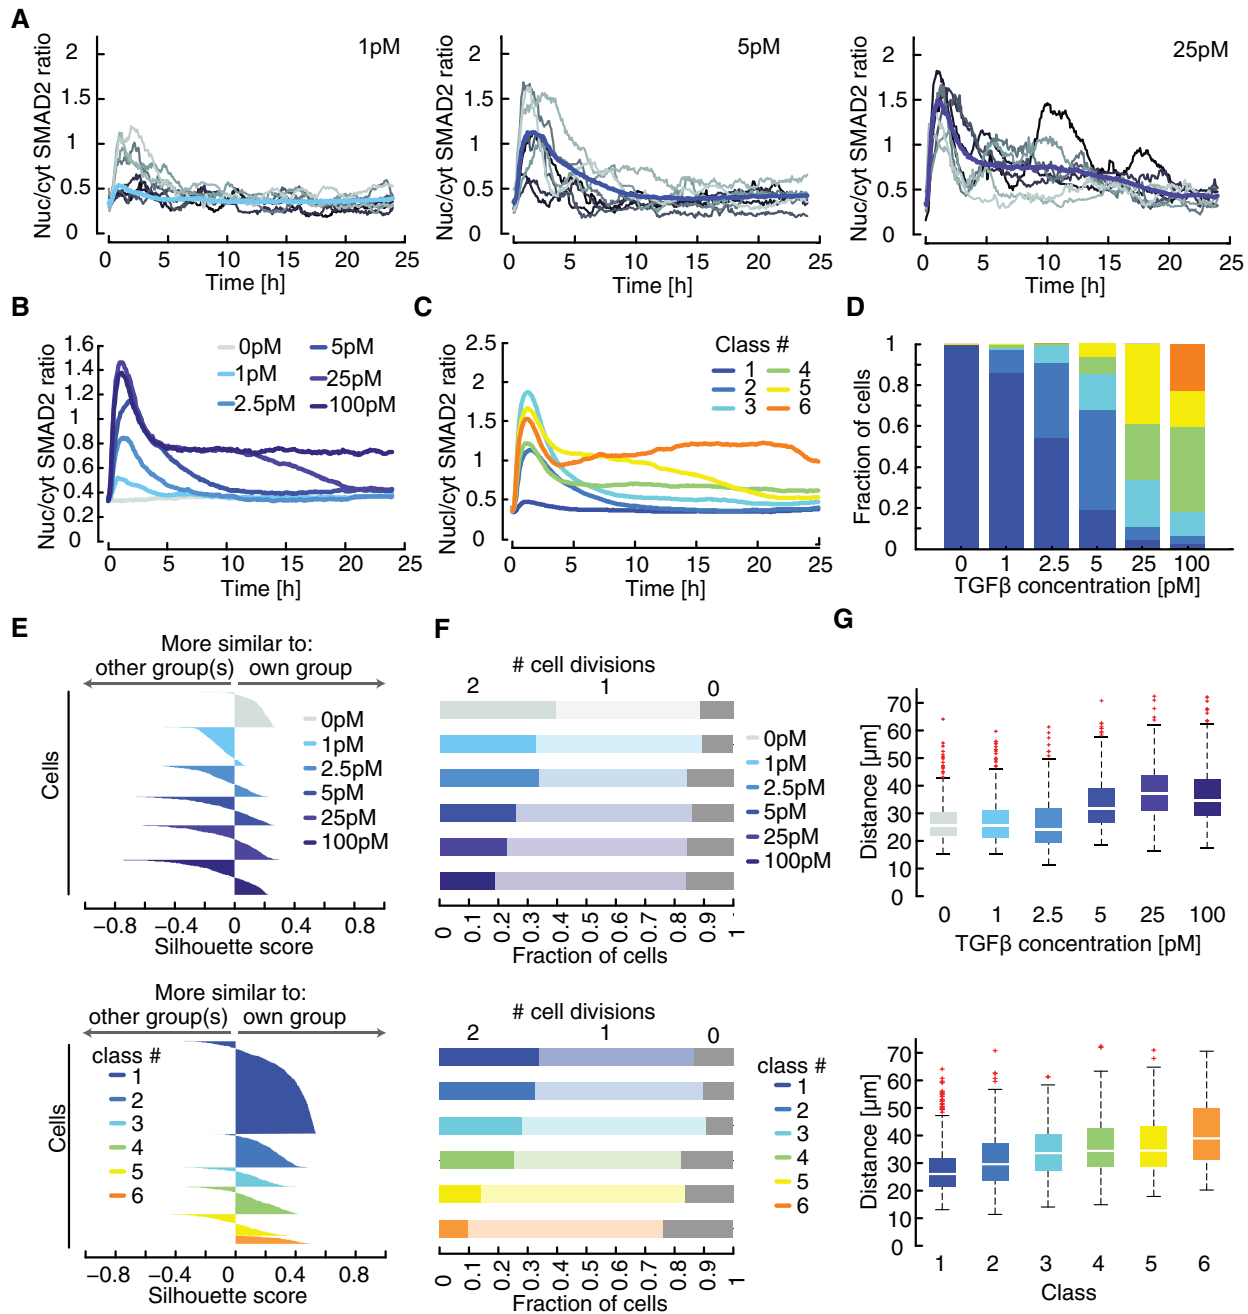 A
Nuc/cyt SMAD2 ratio
2
1.5
1
0.5
0
1pM
0 5 10 15 20 25
Time [h]
Nuc/cyt SMAD2 ratio
2
1.5
1
0.5
0
5pM
0 5 10 15 20 25
Time [h]
Nuc/cyt SMAD2 ratio
2
1.5
1
0.5
0
25pM
0 5 10 15 20 25
Time [h]
B
Nuc/cyt SMAD2 ratio
1.6
1.4
1.2
1.0
0.8
0.6
0.4
0.2
0
0pM 5pM
1pM 25pM
2.5pM 100pM
0 5 10 15 20 25
Time [h]
C
Nucl/cyt SMAD2 ratio
2.5
2
1.5
1
0.5
0
Class #
1 4
2 5
3 6
0 5 10 15 20 25
Time [h]
D
Fraction of cells
1
0.8
0.6
0.4
0.2
0
0 1 2.5 5 25 100
TGFβ concentration [pM]
E
More similar to:
other group(s) own group
Cells
0pM
1pM
2.5pM
5pM
25pM
100pM
−0.8 −0.4 0 0.4 0.8
Silhouette score
More similar to:
other group(s) own group
Cells
class #
1
2
3
4
5
6
−0.8 −0.4 0 0.4 0.8
Silhouette score
F
# cell divisions
2 1 0
0pM
1pM
2.5pM
5pM
25pM
100pM
0 0.1 0.2 0.3 0.4 0.5 0.6 0.7 0.8 0.9 1
Fraction of cells
# cell divisions
2 1 0
class #
1
2
3
4
5
6
0 0.1 0.2 0.3 0.4 0.5 0.6 0.7 0.8 0.9 1
Fraction of cells
G
Distance [µm]
70
60
50
40
30
20
10
0
0 1 2.5 5 25 100
TGFβ concentration [pM]
Distance [µm]
70
60
50
40
30
20
10
0
1 2 3 4 5 6
Class